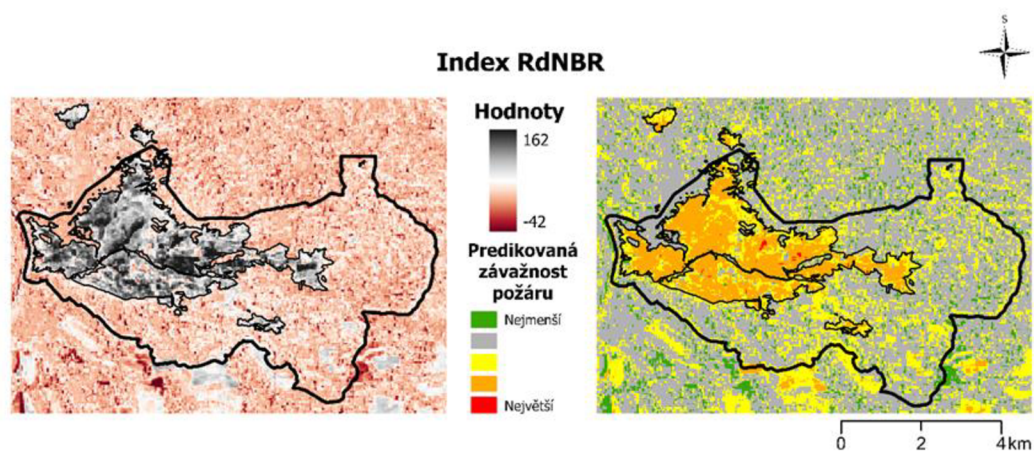 S
Index RdNBR
Hodnoty
162
-42
Predikovaná
závažnost
požáru
Nejmenší
Největší
0 2 4 km